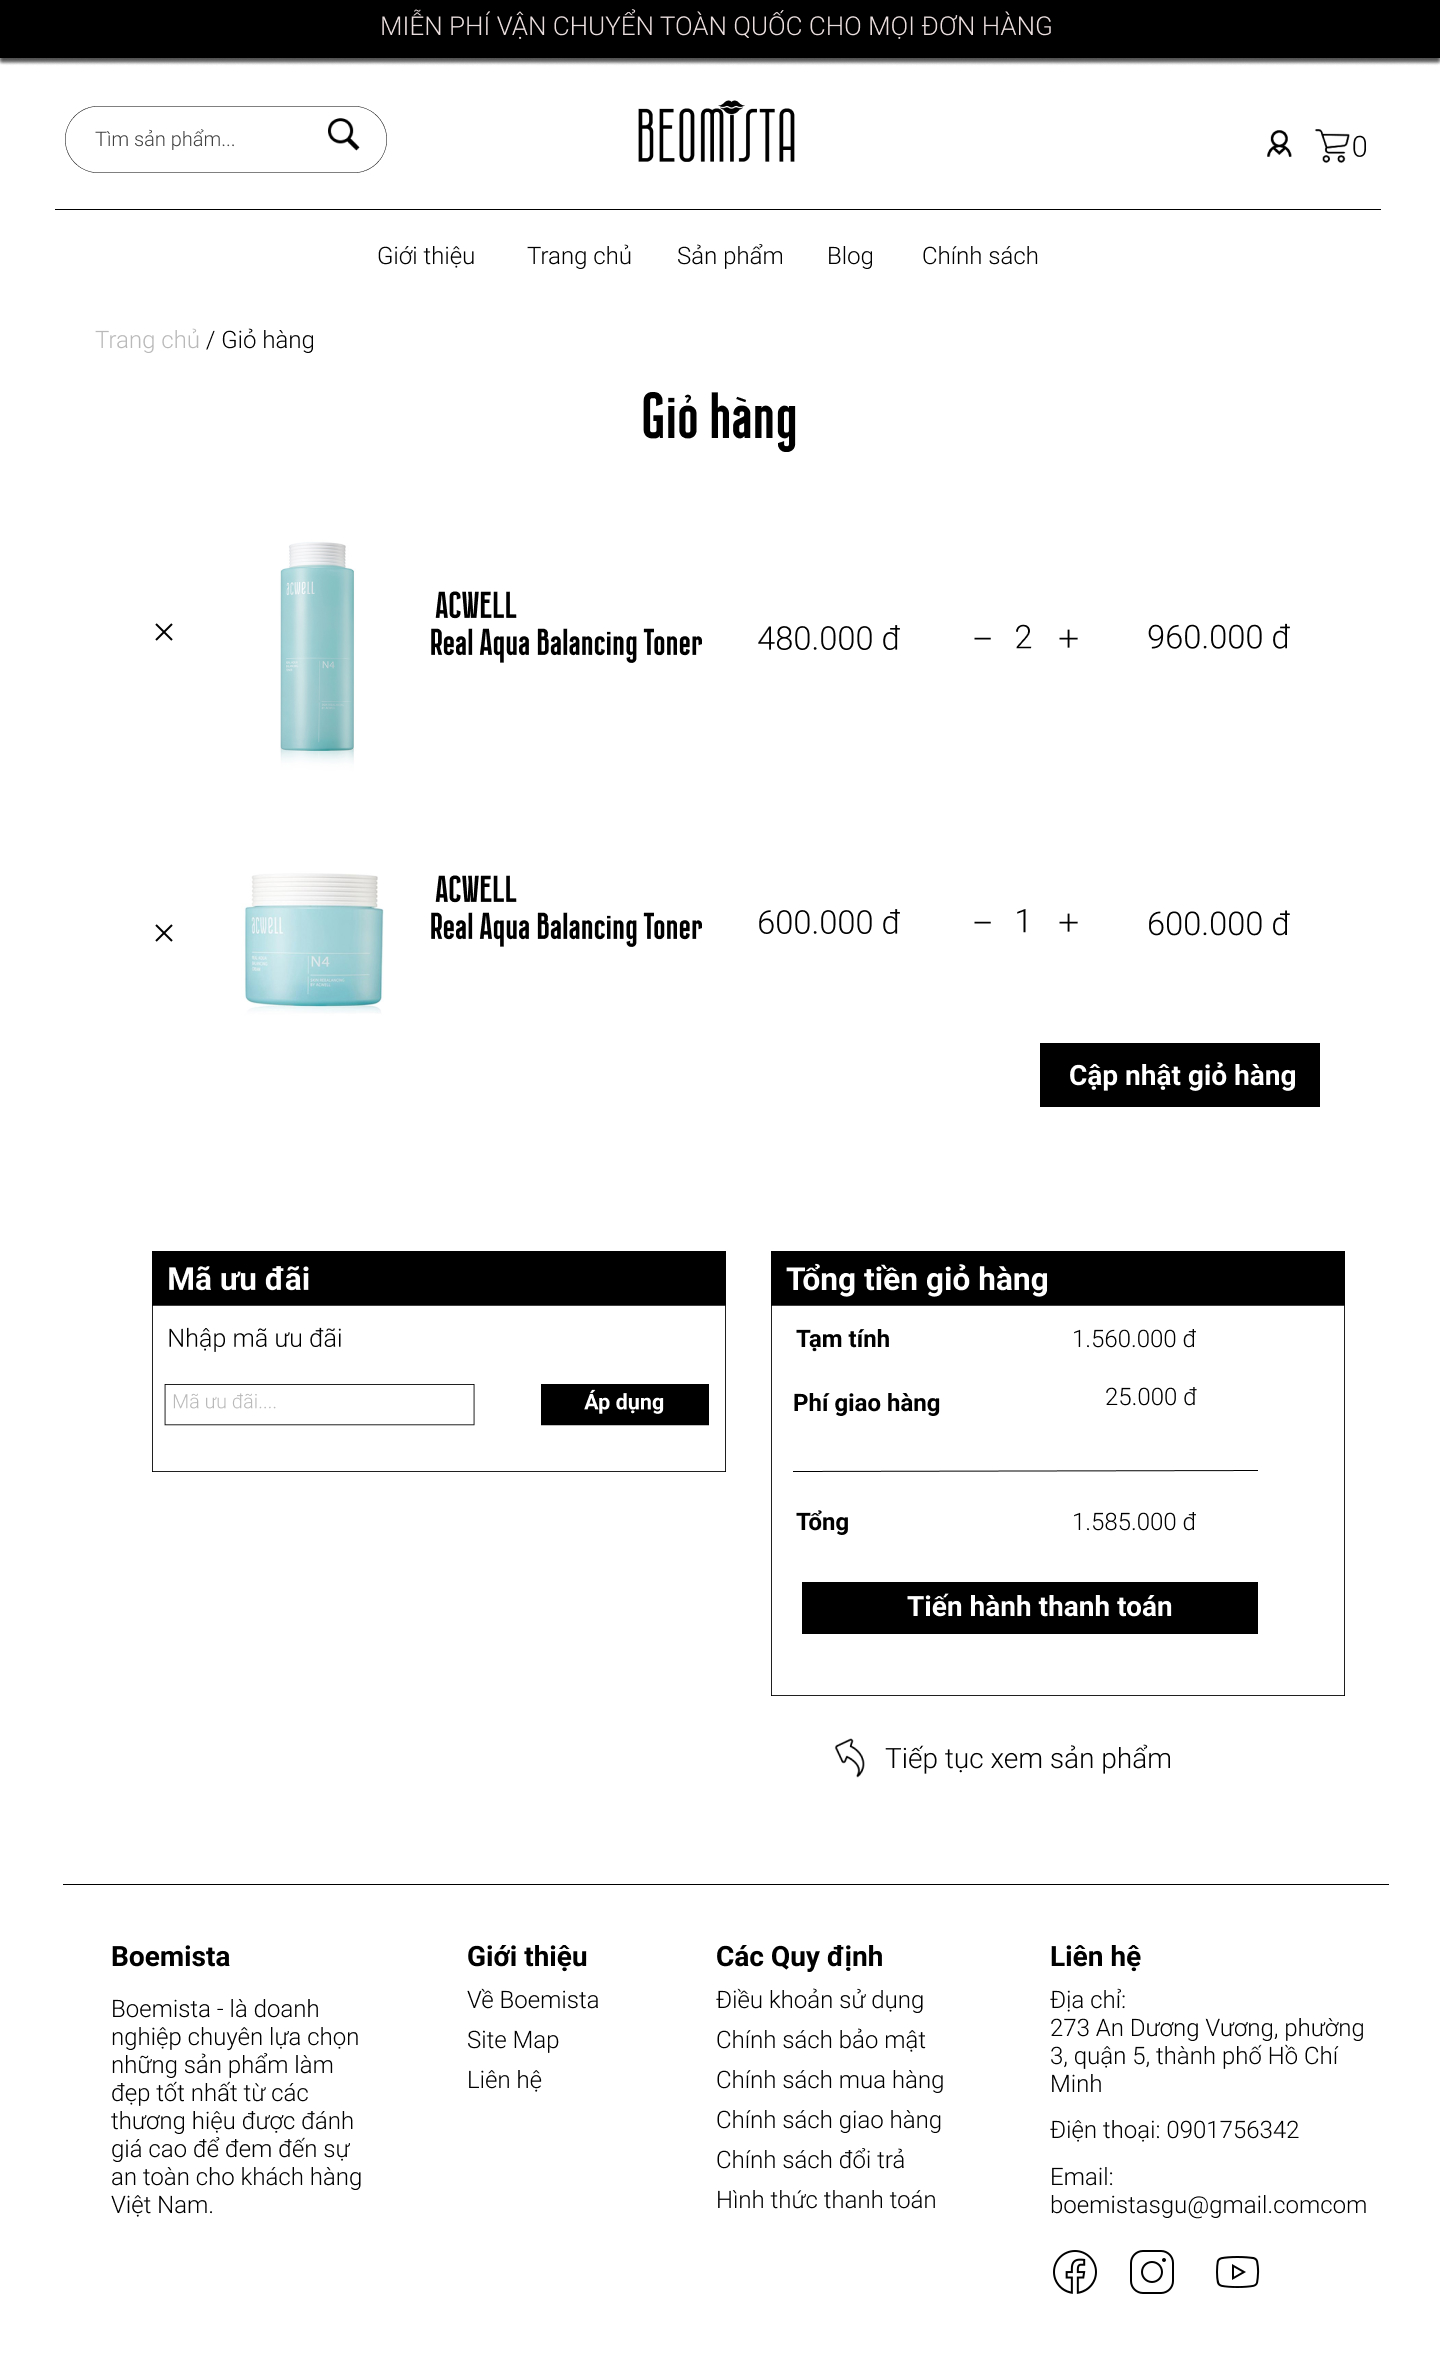 MIỄN PHÍ VẬN CHUYỂN TOÀN QUỐC CHO MỌI ĐƠN HÀNG
Tìm sản phẩm...
BEOMISTA
0
Giới thiệu
Trang chủ
Sản phẩm
Blog
Chính sách
Trang chủ / Giỏ hàng
Giỏ hàng
acwell
N4
ACWELL
Real Aqua Balancing Toner
480.000 đ
− 2 +
960.000 đ
acwell
N4
ACWELL
Real Aqua Balancing Toner
600.000 đ
− 1 +
600.000 đ
Cập nhật giỏ hàng
Mã ưu đãi
Nhập mã ưu đãi
Mã ưu đãi....
Áp dụng
Tổng tiền giỏ hàng
Tạm tính
1.560.000 đ
Phí giao hàng
25.000 đ
Tổng
1.585.000 đ
Tiến hành thanh toán
Tiếp tục xem sản phẩm
Boemista
Boemista - là doanh
nghiệp chuyên lựa chọn
những sản phẩm làm
đẹp tốt nhất từ các
thương hiệu được đánh
giá cao để đem đến sự
an toàn cho khách hàng
Việt Nam.
Giới thiệu
Về Boemista
Site Map
Liên hệ
Các Quy định
Điều khoản sử dụng
Chính sách bảo mật
Chính sách mua hàng
Chính sách giao hàng
Chính sách đổi trả
Hình thức thanh toán
Liên hệ
Địa chỉ:
273 An Dương Vương, phường
3, quận 5, thành phố Hồ Chí
Minh
Điện thoại: 0901756342
Email:
boemistasgu@gmail.comcom